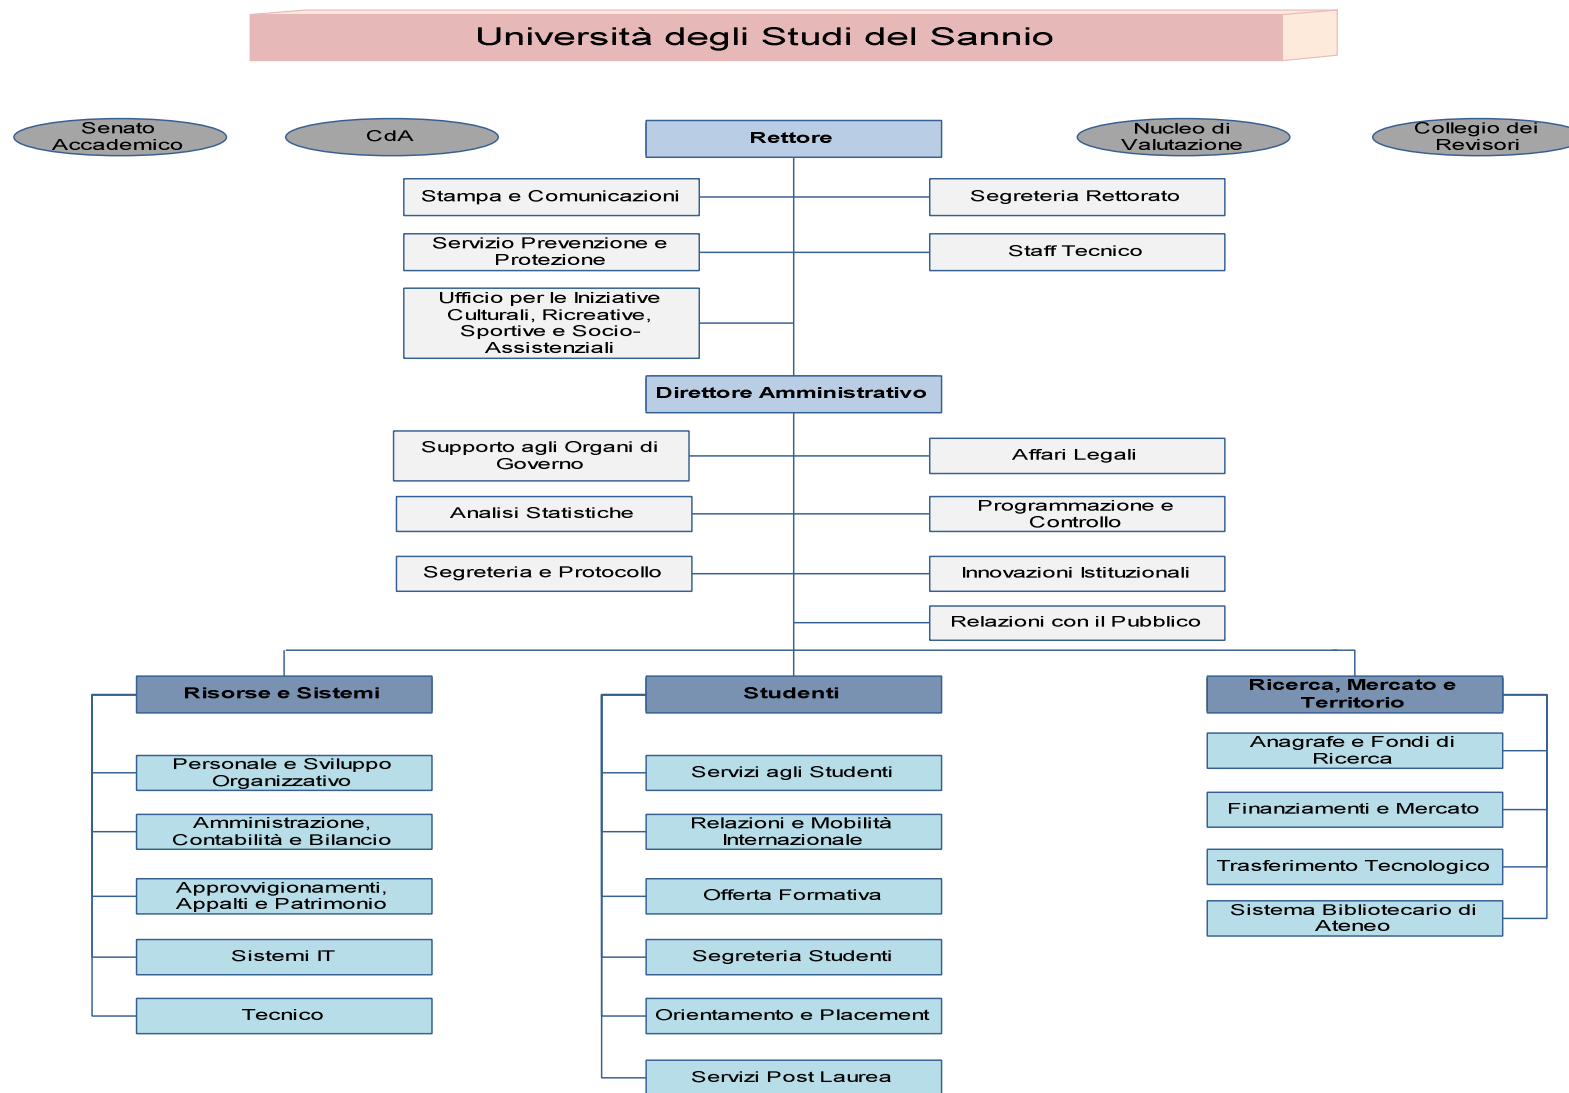 Università degli Studi del Sannio
Senato
Accademico
CdA
Rettore
Nucleo di
Valutazione
Collegio dei
Revisori
Stampa e Comunicazioni
Segreteria Rettorato
Servizio Prevenzione e
Protezione
Staff Tecnico
Ufficio per le Iniziative
Culturali, Ricreative,
Sportive e Socio-
Assistenziali
Direttore Amministrativo
Supporto agli Organi di
Governo
Affari Legali
Analisi Statistiche
Programmazione e
Controllo
Segreteria e Protocollo
Innovazioni Istituzionali
Relazioni con il Pubblico
Risorse e Sistemi
Personale e Sviluppo
Organizzativo
Amministrazione,
Contabilità e Bilancio
Approvvigionamenti,
Appalti e Patrimonio
Sistemi IT
Tecnico
Studenti
Servizi agli Studenti
Relazioni e Mobilità
Internazionale
Offerta Formativa
Segreteria Studenti
Orientamento e Placement
Servizi Post Laurea
Ricerca, Mercato e
Territorio
Anagrafe e Fondi di
Ricerca
Finanziamenti e Mercato
Trasferimento Tecnologico
Sistema Bibliotecario di
Ateneo